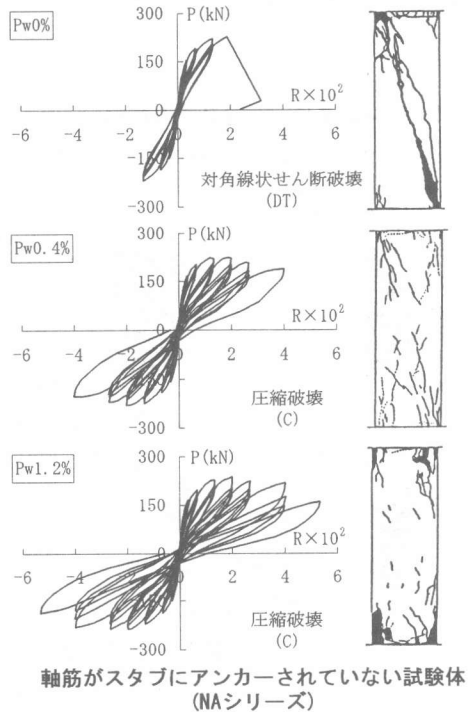 Pw0%
P(kN)
300
150
R×10²
-6 -4 -2 0 2 4 6
-150
-300
対角線状せん断破壊
(DT)
Pw0.4%
P(kN)
300
150
R×10²
-6 -4 -2 0 2 4 6
-150
-300
圧縮破壊
(C)
Pw1.2%
P(kN)
300
150
R×10²
-6 -4 -2 0 2 4 6
-300
圧縮破壊
(C)
軸筋がスタブにアンカーされていない試験体
(NAシリーズ)